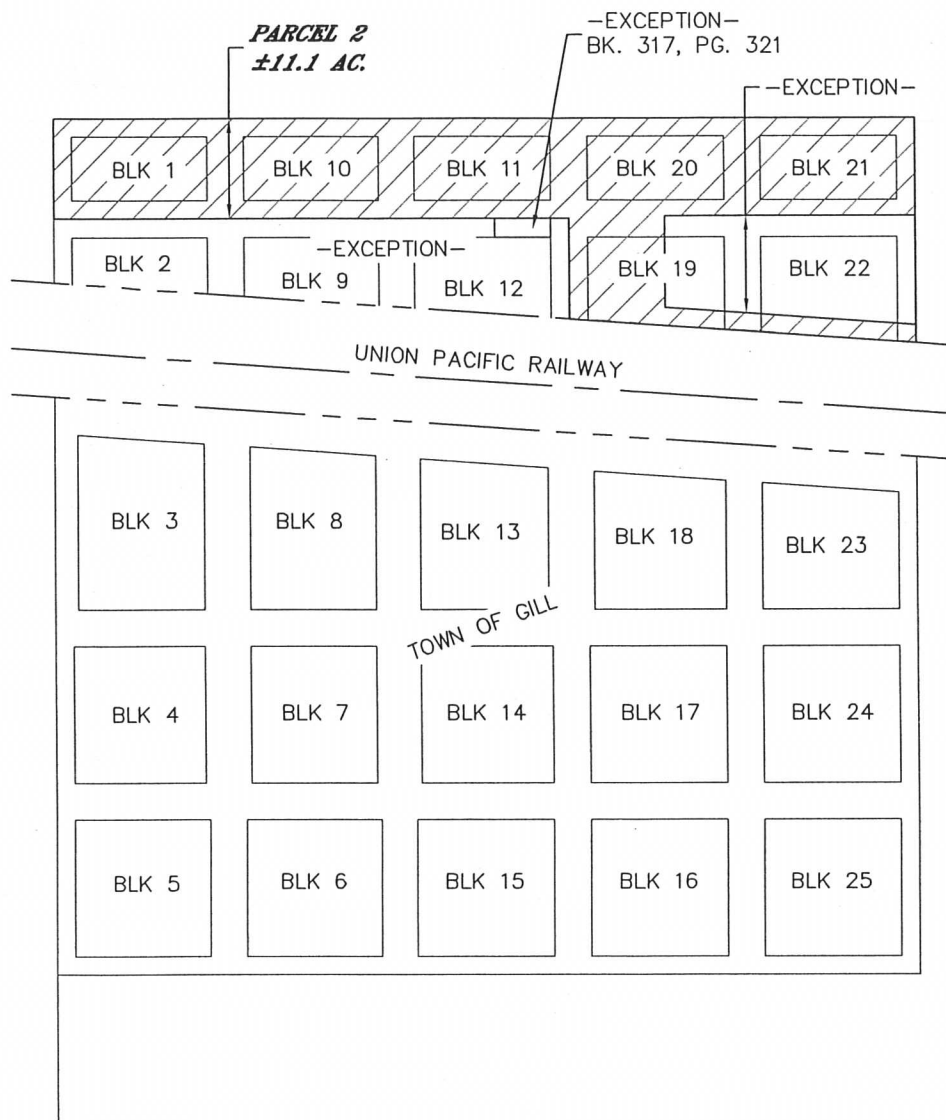 PARCEL 2
±11.1 AC.
—EXCEPTION—
BK. 317, PG. 321
—EXCEPTION—
BLK 1
BLK 10
BLK 11
BLK 20
BLK 21
—EXCEPTION—
BLK 2
BLK 9
BLK 12
BLK 19
BLK 22
UNION PACIFIC RAILWAY
BLK 3
BLK 8
BLK 13
BLK 18
BLK 23
TOWN OF GILL
BLK 4
BLK 7
BLK 14
BLK 17
BLK 24
BLK 5
BLK 6
BLK 15
BLK 16
BLK 25